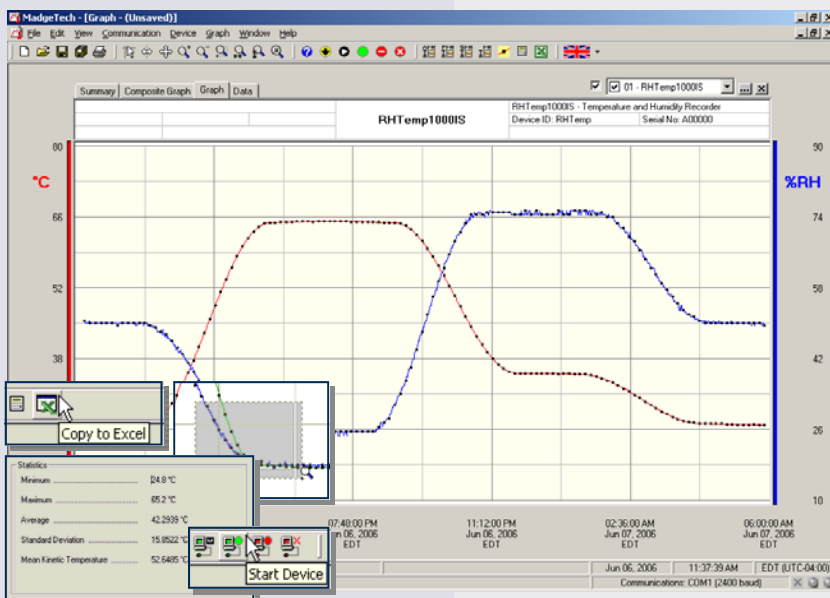 MadgeTech - [Graph - (Unsaved)]
File Edit View Communication Device Graph Window Help
Summary Composite Graph Graph Data
01 - RHTemp1000IS
RHTemp1000IS
RHTemp1000IS - Temperature and Humidity Recorder
Device ID: RHTemp Serial No: A00000
80 90
°C %RH
66 74
52 58
38 42
26
10
Copy to Excel
Statistics
Minimum 24.8 °C
Maximum 65.2 °C
Average 42.2939 °C
Standard Deviation 15.8522 °C
Mean Kinetic Temperature 52.6485 °C
Start Device
07:48:00 PM 11:12:00 PM 02:36:00 AM 06:00:00 AM
Jun 06, 2006 Jun 07, 2006 Jun 07, 2006
EDT EDT EDT EDT
Jun 06, 2006 11:37:39 AM EDT (UTC-04:00)
Communications: COM1 (2400 baud)